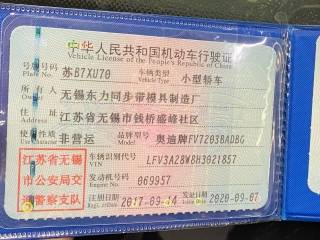 中华人民共和国机动车行驶证
Vehicle License of the People's Republic of China
号牌号码 苏B7XU70 车辆类型 小型轿车
Plate No. Vehicle Type
所有人 无锡东力同步带模具制造厂
Owner
住址 江苏省无锡市钱桥盛峰社区
Address
使用性质 非营运 品牌型号 奥迪牌FV7203BADBG
Use Character Model
江苏省无锡市公安局交通警察支队
车辆识别代号 LFV3A28W8H3021857
VIN
发动机号码 069957
Engine No.
注册日期 2017-09-14 发证日期 2020-09-07
Register Date Issue Date